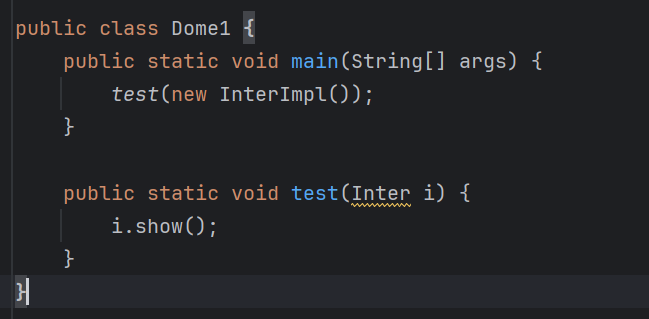 public class Dome1 {
    public static void main(String[] args) {
        test(new InterImpl());
    }

    public static void test(Inter i) {
        i.show();
    }
}